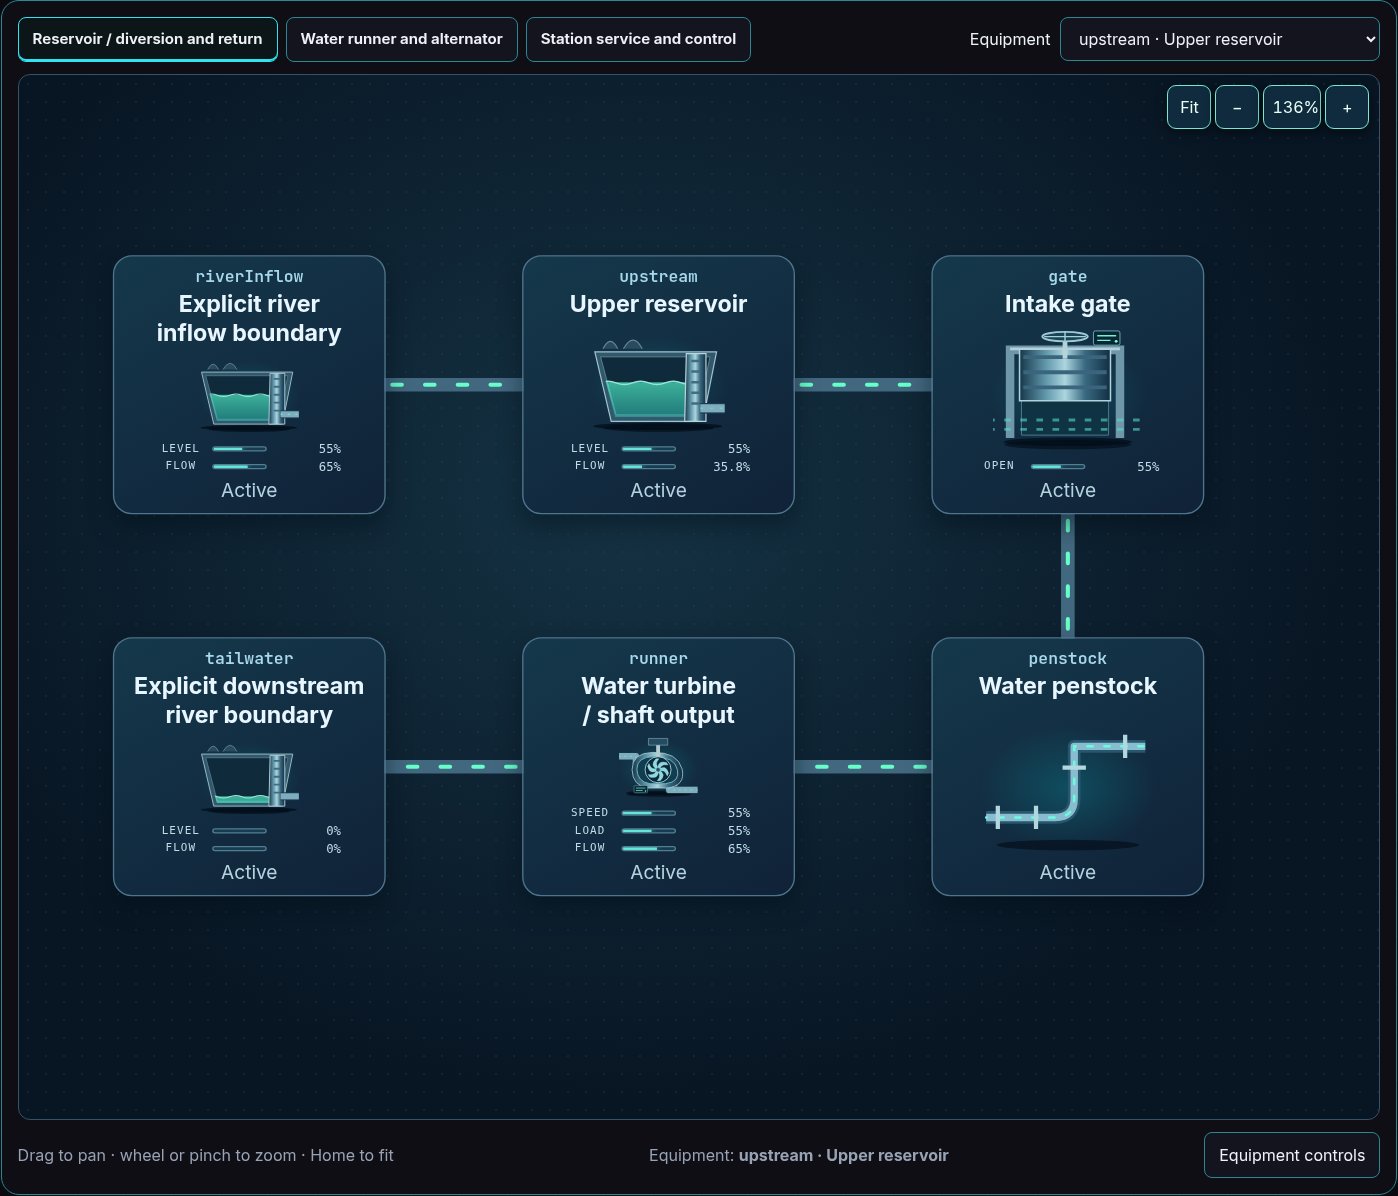 Reservoir / diversion and return
Water runner and alternator
Station service and control
Equipment
upstream · Upper reservoir
Fit
−
136%
+
riverInflow
Explicit river
inflow boundary
LEVEL 55%
FLOW 65%
Active
upstream
Upper reservoir
LEVEL 55%
FLOW 35.8%
Active
gate
Intake gate
OPEN 55%
Active
tailwater
Explicit downstream
river boundary
LEVEL 0%
FLOW 0%
Active
runner
Water turbine
/ shaft output
SPEED 55%
LOAD 55%
FLOW 65%
Active
penstock
Water penstock
Active
Drag to pan · wheel or pinch to zoom · Home to fit
Equipment: upstream · Upper reservoir
Equipment controls